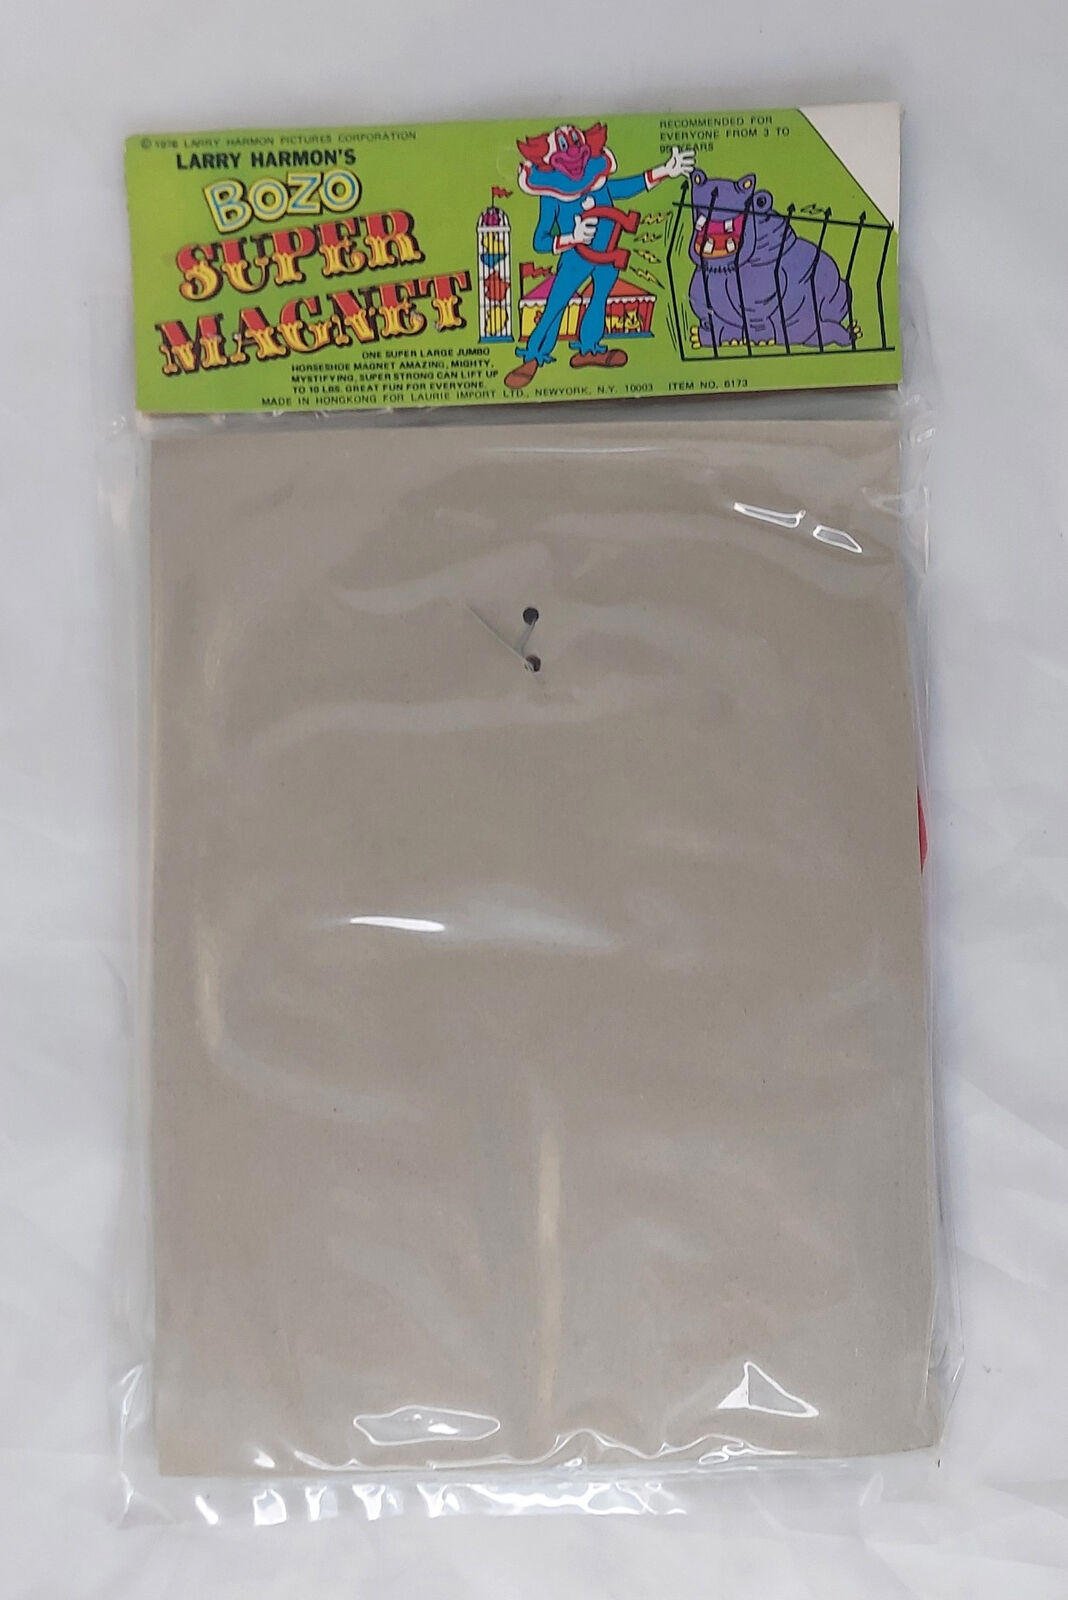 © 1976 LARRY HARMON PICTURES CORPORATION
LARRY HARMON'S
BOZO
SUPER
MAGNET
ONE SUPER LARGE JUMBO
HORSESHOE MAGNET AMAZING, MIGHTY,
MYSTIFYING, SUPER STRONG CAN LIFT UP
TO 10 LBS. GREAT FUN FOR EVERYONE.
MADE IN HONGKONG FOR LAURIE IMPORT LTD., NEWYORK, N.Y. 10003 ITEM NO. 6173
RECOMMENDED FOR
EVERYONE FROM 3 TO
YEARS